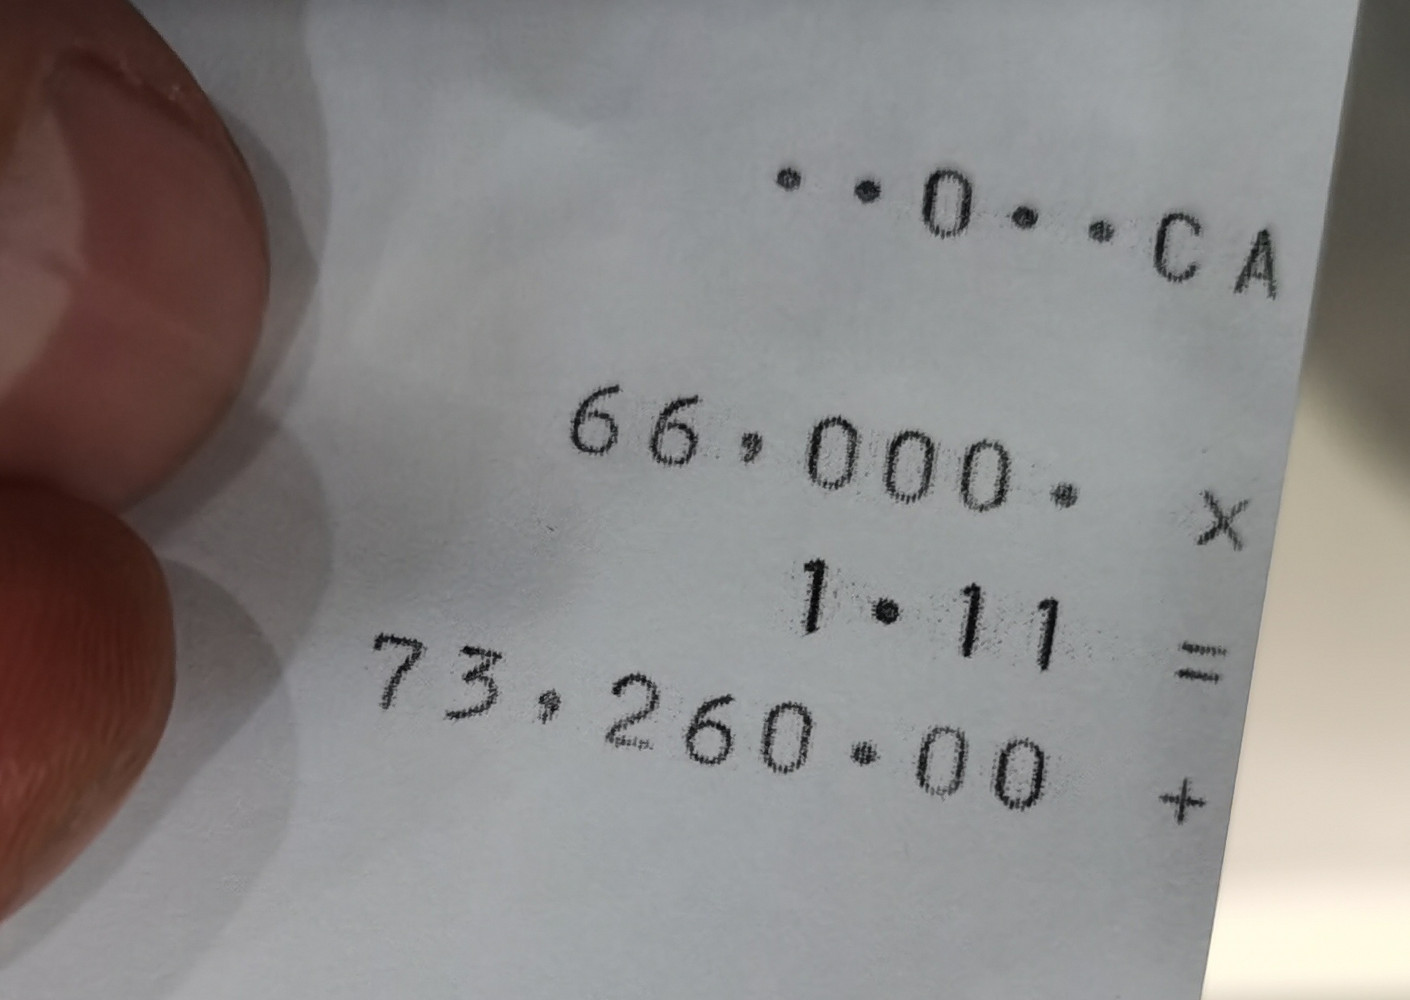 ··0··CA
66,000. ×
1.11 =
73,260.00 +